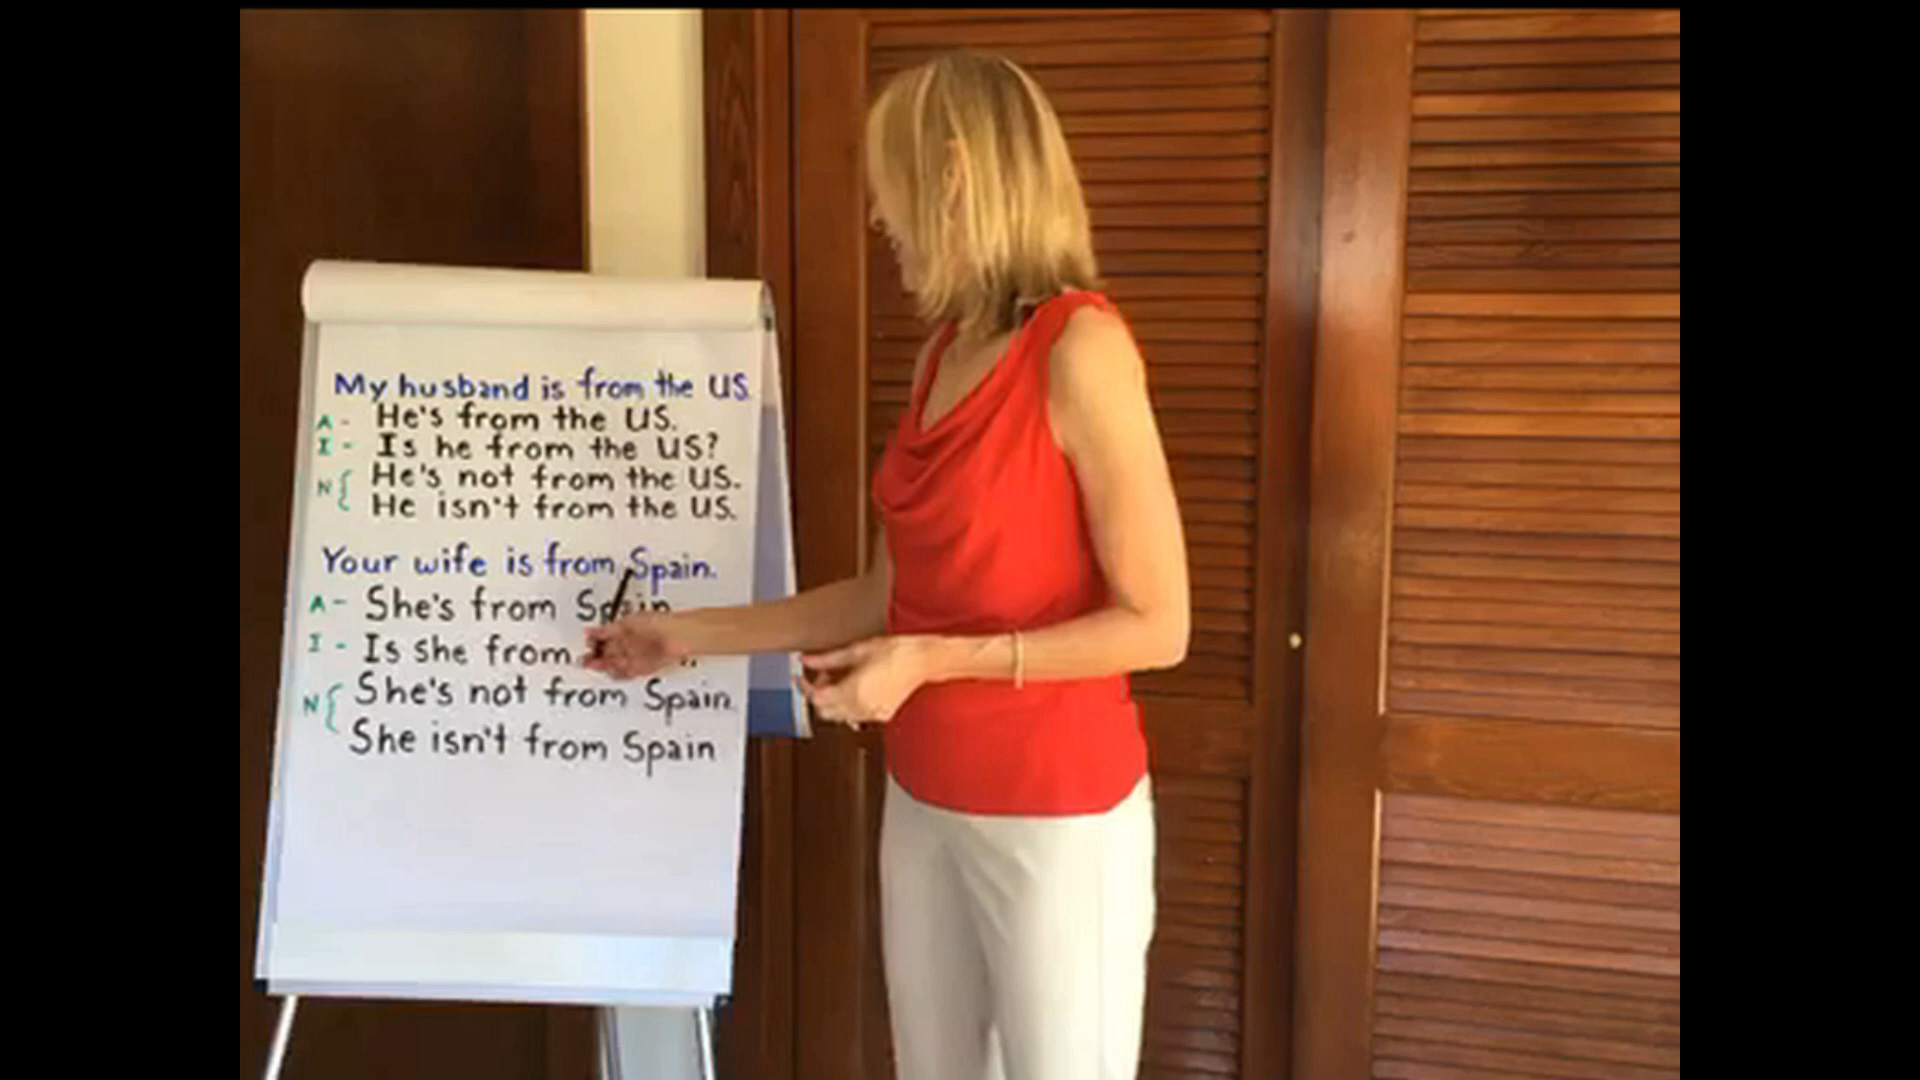 My husband is from the US.
A - He's from the US.
I - Is he from the US?
N { He's not from the US.
He isn't from the US.
Your wife is from Spain.
A - She's from Spain
I - Is she from
N { She's not from Spain.
She isn't from Spain